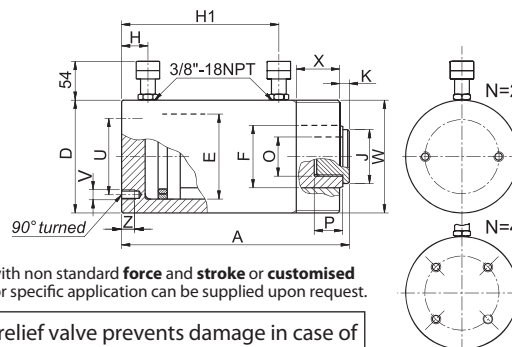 H1
H
X
K
3/8"-18NPT
54
N=2
D
U
V
E
F
O
J
W
90° turned
Z
P
A
N=4
with non standard force and stroke or customised
or specific application can be supplied upon request.
relief valve prevents damage in case of